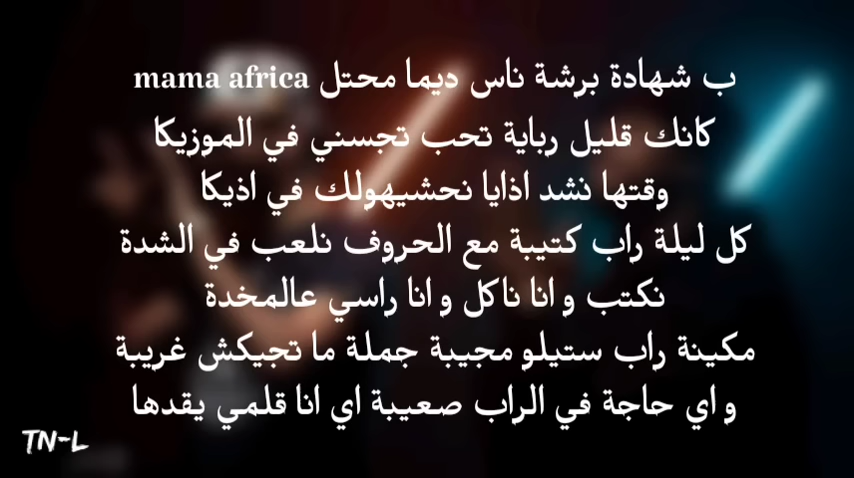 ب شهادة برشة ناس ديما محتل mama africa
كانك قليل رباية تحب تجسني في الموزيكا
وقتها نشد اذايا نحشيهولك في اذيكا
كل ليلة راب كتيبة مع الحروف نلعب في الشدة
نكتب و انا ناكل و انا راسي عالمخدة
مكينة راب ستيلو مجيبة جملة ما تجيكش غريبة
و اي حاجة في الراب صعيبة اي انا قلمي يقدها
TN-L